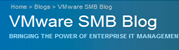 Home » Blogs » VMware SMB Blog
VMware SMB Blog
BRINGING THE POWER OF ENTERPRISE IT MANAGEMEN